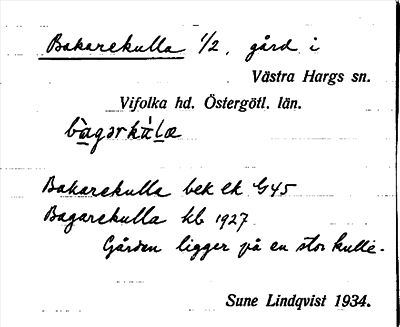 Bakarekulla 1/2, gård i
Västra Hargs sn.
Vifolka hd. Östergötl. län.
bàgərkùlæ
Bakarekulla bek ek G45
Bagarekulla kb 1927
Gården ligger på en stor kulle.
Sune Lindqvist 1934.